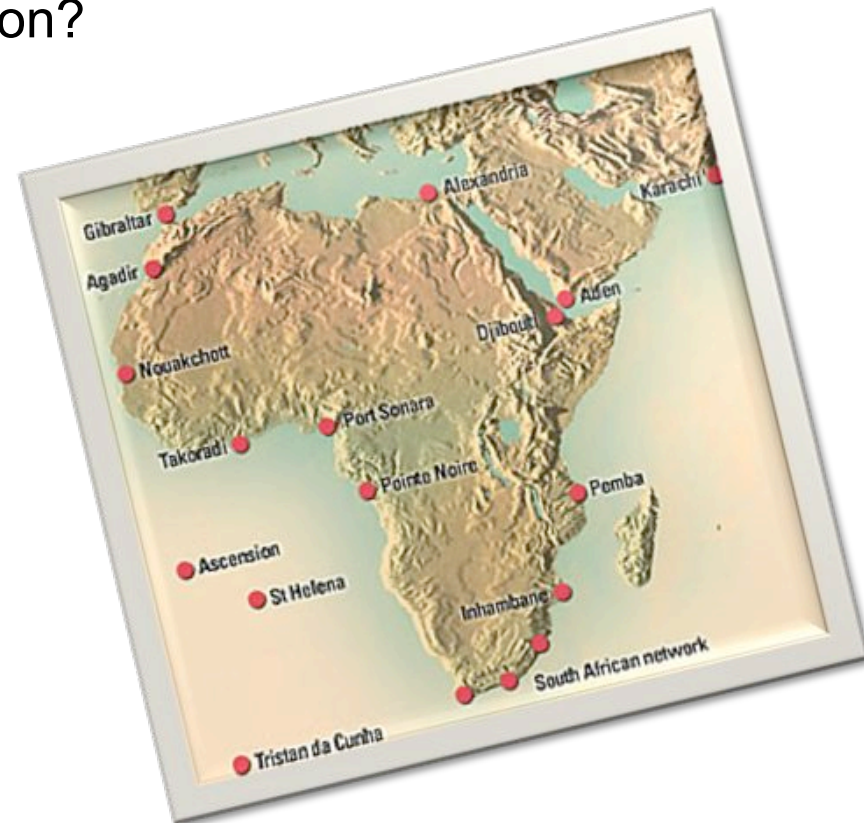 on?
Alexandria
Karachi
Gibraltar
Agadir
Aden
Djibouti
Nouakchott
Port Sonara
Takoradi
Pointe Noire
Pemba
Ascension
St Helena
Inhambane
South African network
Tristan da Cunha